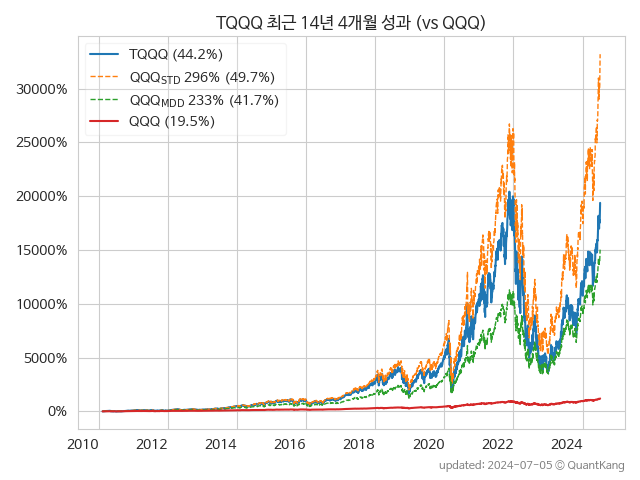 TQQQ 최근 14년 4개월 성과 (vs QQQ)
TQQQ (44.2%)
QQQSTD 296% (49.7%)
QQQMDD 233% (41.7%)
QQQ (19.5%)
30000%
25000%
20000%
15000%
10000%
5000%
0%
2010 2012 2014 2016 2018 2020 2022 2024
updated: 2024-07-05 © QuantKang